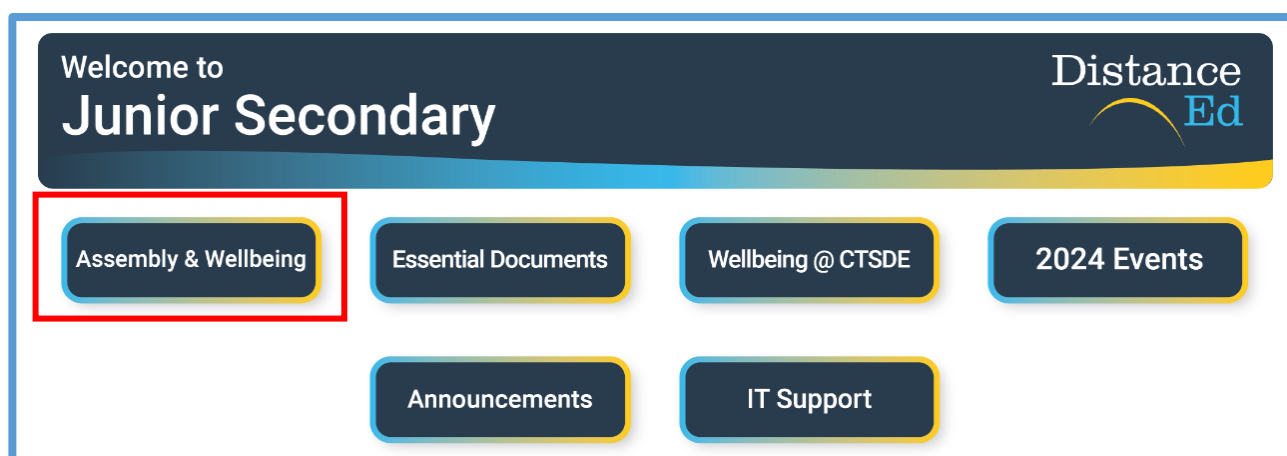 Welcome to
Junior Secondary
Distance
Ed
Assembly & Wellbeing
Essential Documents
Wellbeing @ CTSDE
2024 Events
Announcements
IT Support